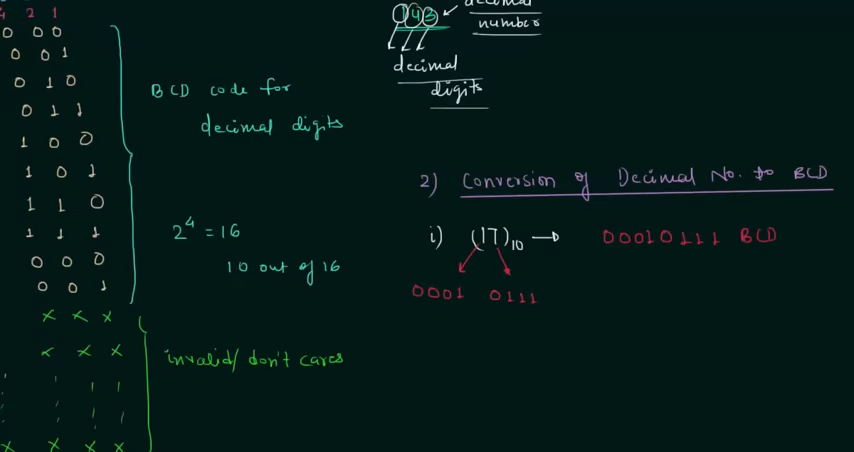 4 2 1
0 0 0
0 0 1
0 1 0
0 1 1
1 0 0
1 0 1
1 1 0
1 1 1
0 0 0
0 0 1
x x x
x x x
x x x x
BCD code for
decimal digits
2^4 = 16
10 out of 16
invalid/don't cares
143
decimal
number
decimal
digits
2) Conversion of Decimal No. to BCD
i) (17)10 → 00010111 BCD
0001 0111